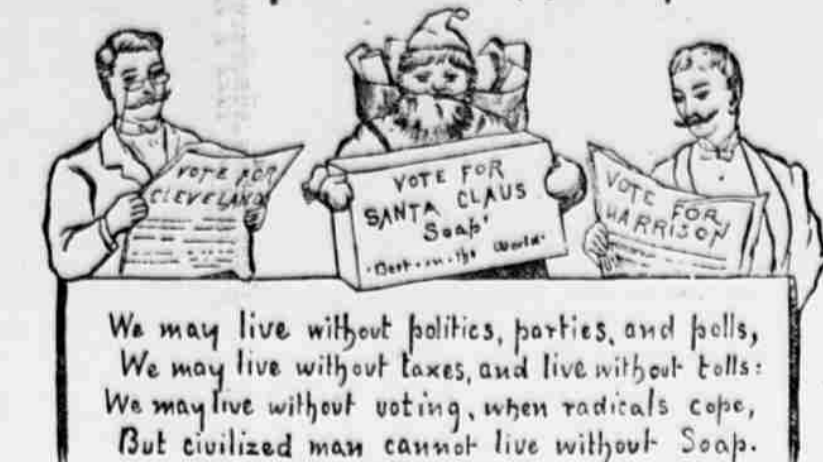 VOTE FOR
CLEVELAND
VOTE FOR
SANTA CLAUS
Soap'
Best in the World
VOTE FOR
HARRISON
We may live without politics, parties, and polls,
We may live without taxes, and live without tolls:
We may live without voting, when radicals cope,
But civilized man cannot live without Soap.